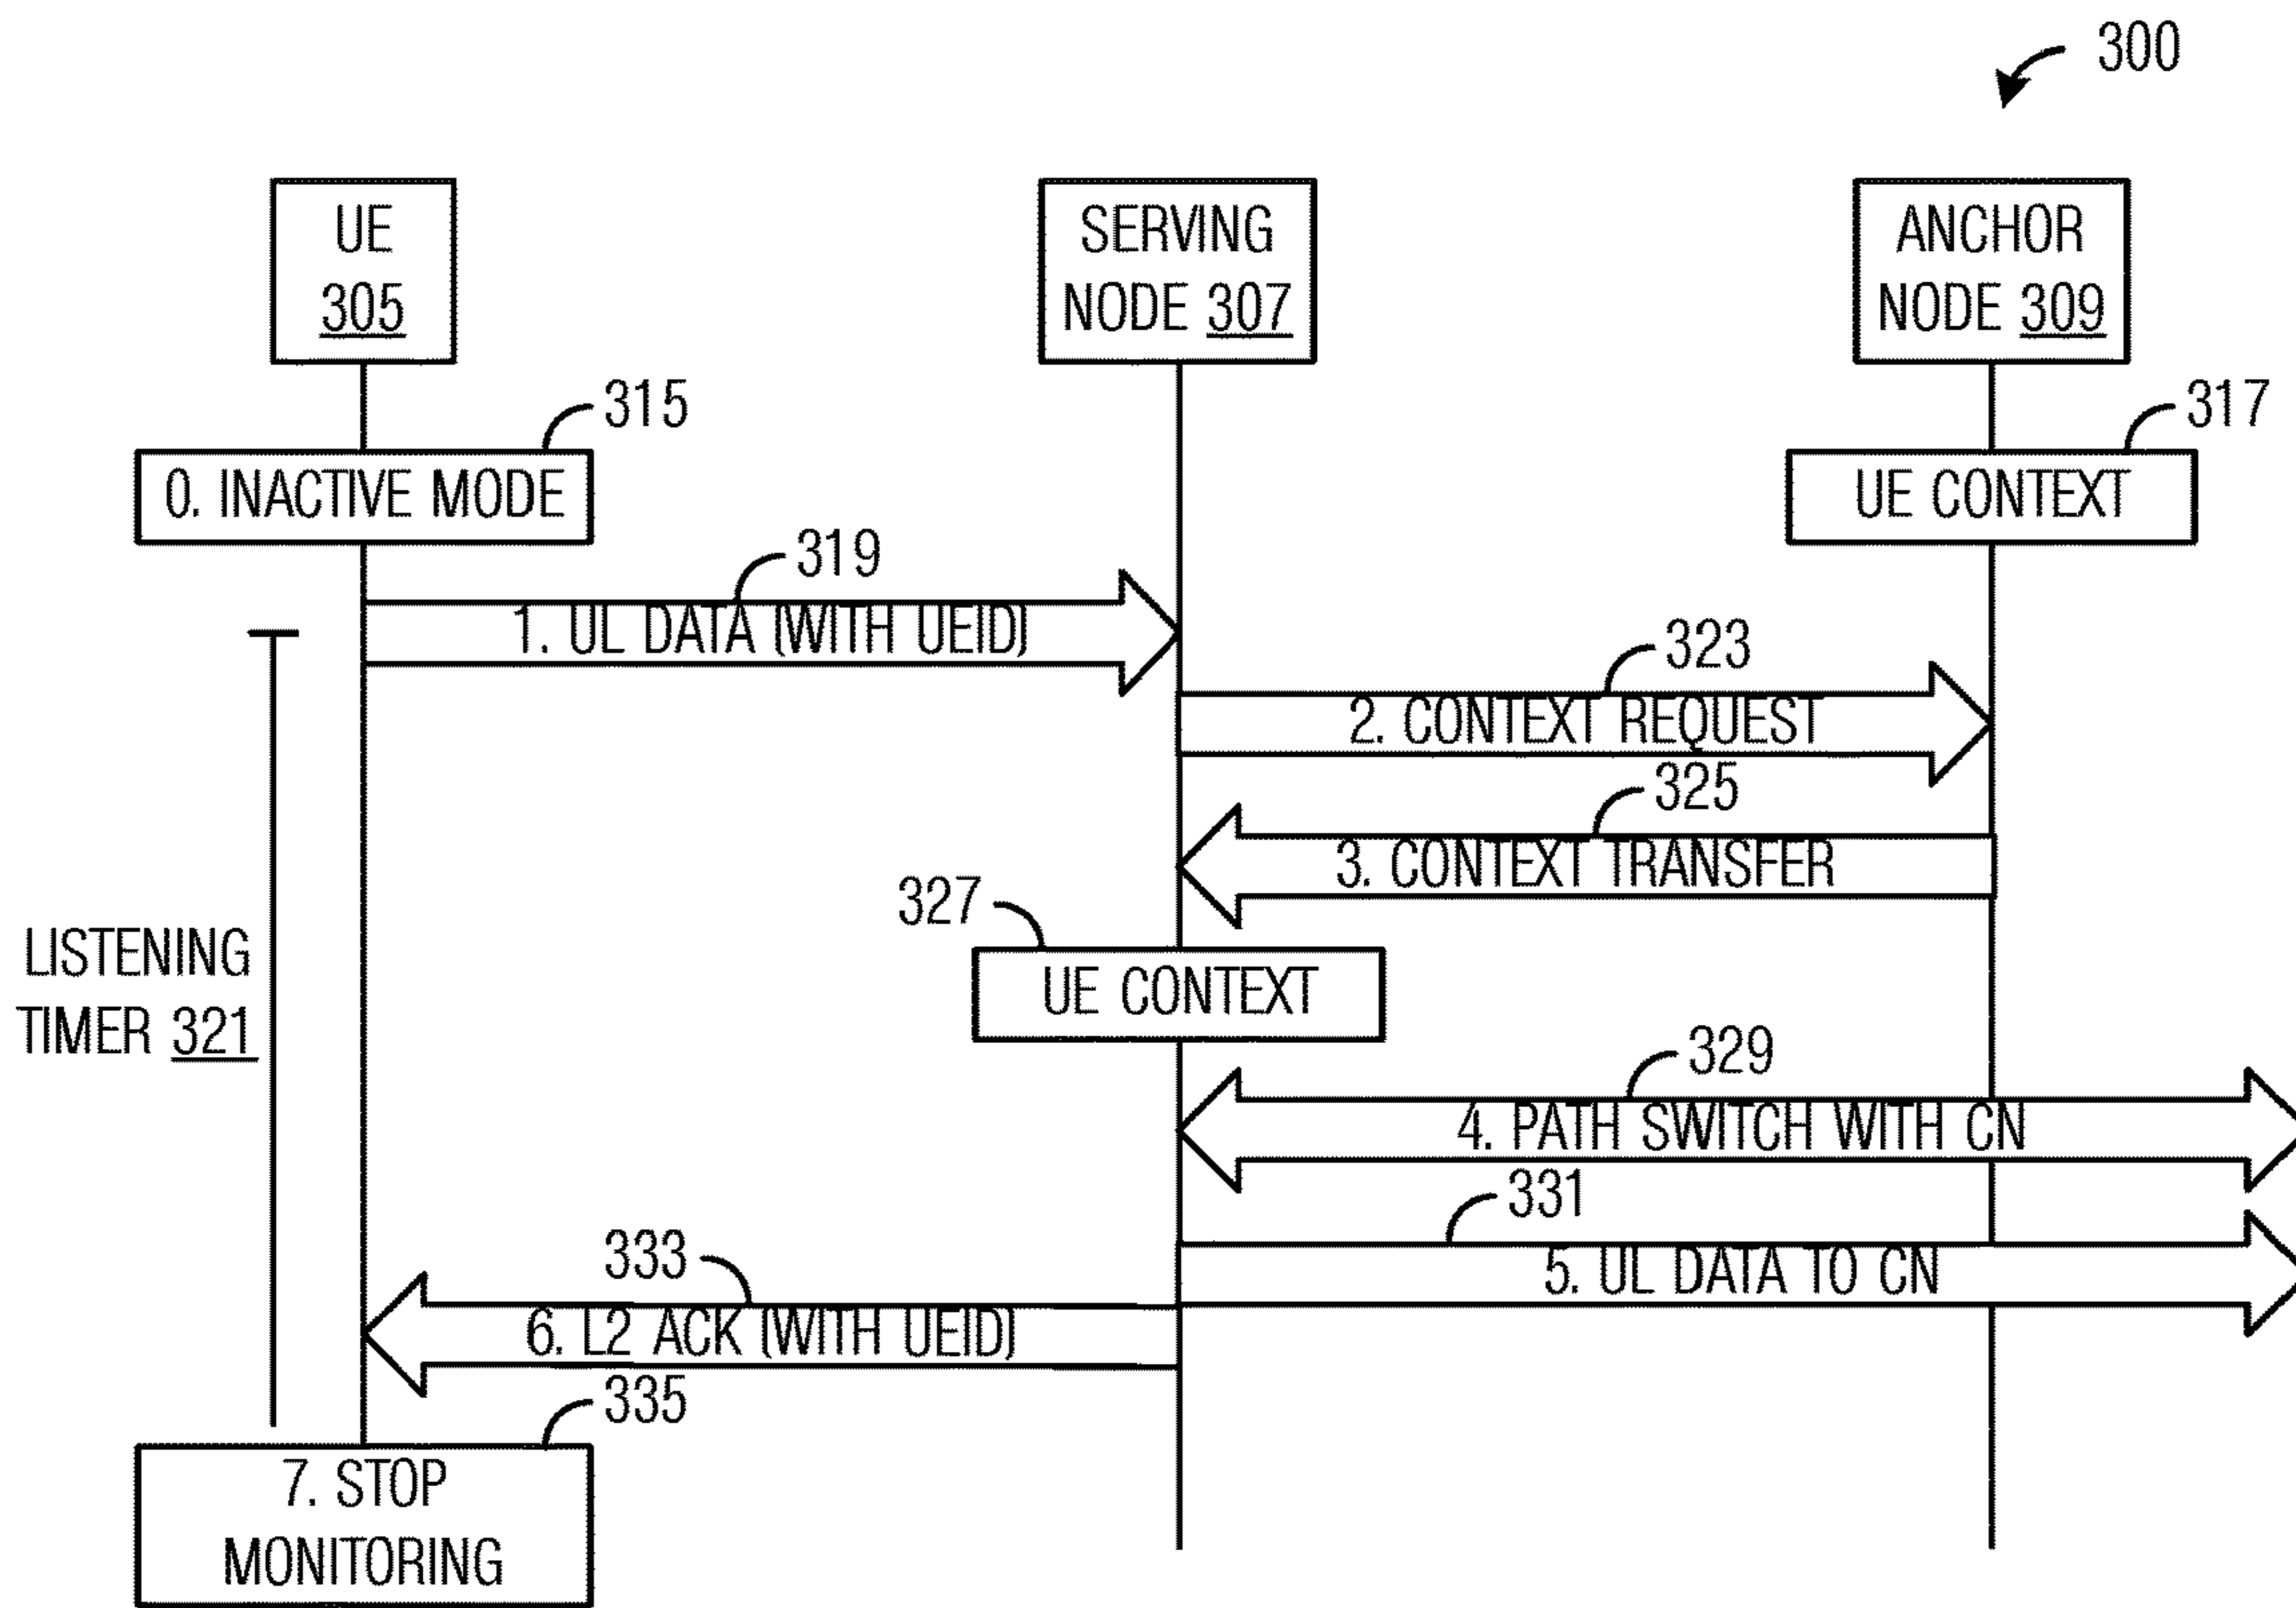 300
UE
305
SERVING
NODE 307
ANCHOR
NODE 309
315
317
0. INACTIVE MODE
UE CONTEXT
319
1. UL DATA (WITH UEID)
323
2. CONTEXT REQUEST
325
3. CONTEXT TRANSFER
327
LISTENING
TIMER 321
UE CONTEXT
329
4. PATH SWITCH WITH CN
331
5. UL DATA TO CN
333
6. L2 ACK (WITH UEID)
335
7. STOP
MONITORING